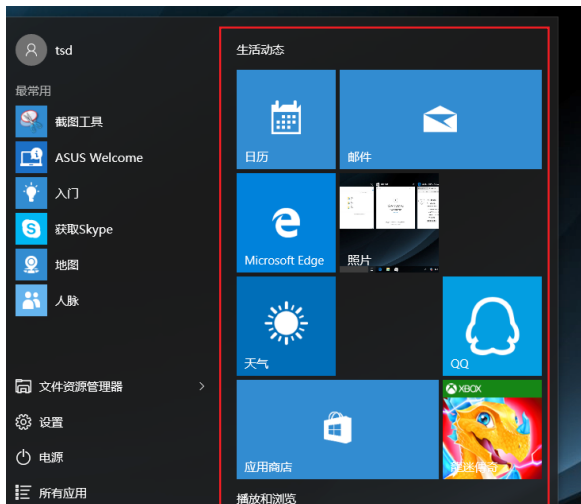 tsd
最常用
截图工具
ASUS Welcome
入门
获取Skype
地图
人脉
文件资源管理器
设置
电源
所有应用
生活动态
日历
邮件
Microsoft Edge
照片
天气
QQ
应用商店
XBOX
播放和浏览